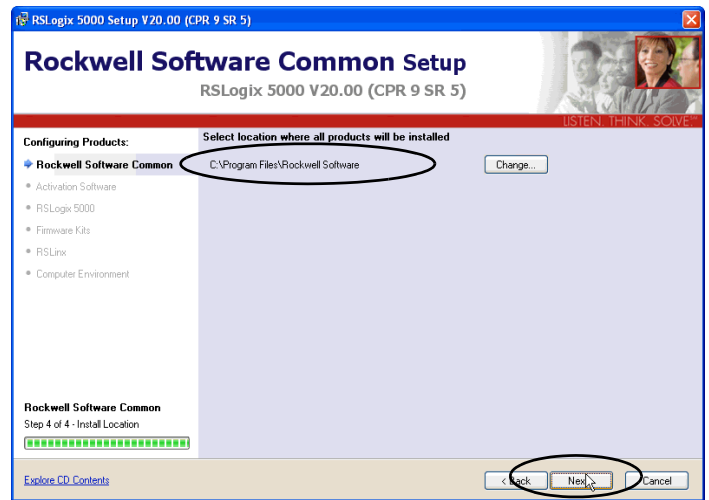 RSLogix 5000 Setup V20.00 (CPR 9 SR 5)
Rockwell Software Common Setup
RSLogix 5000 V20.00 (CPR 9 SR 5)
LISTEN. THINK. SOLVE.℠
Configuring Products:
Rockwell Software Common
Activation Software
RSLogix 5000
Firmware Kits
RSLinx
Computer Environment
Select location where all products will be installed
C:\Program Files\Rockwell Software
Change...
Rockwell Software Common
Step 4 of 4 - Install Location
Explore CD Contents
< Back
Next
Cancel